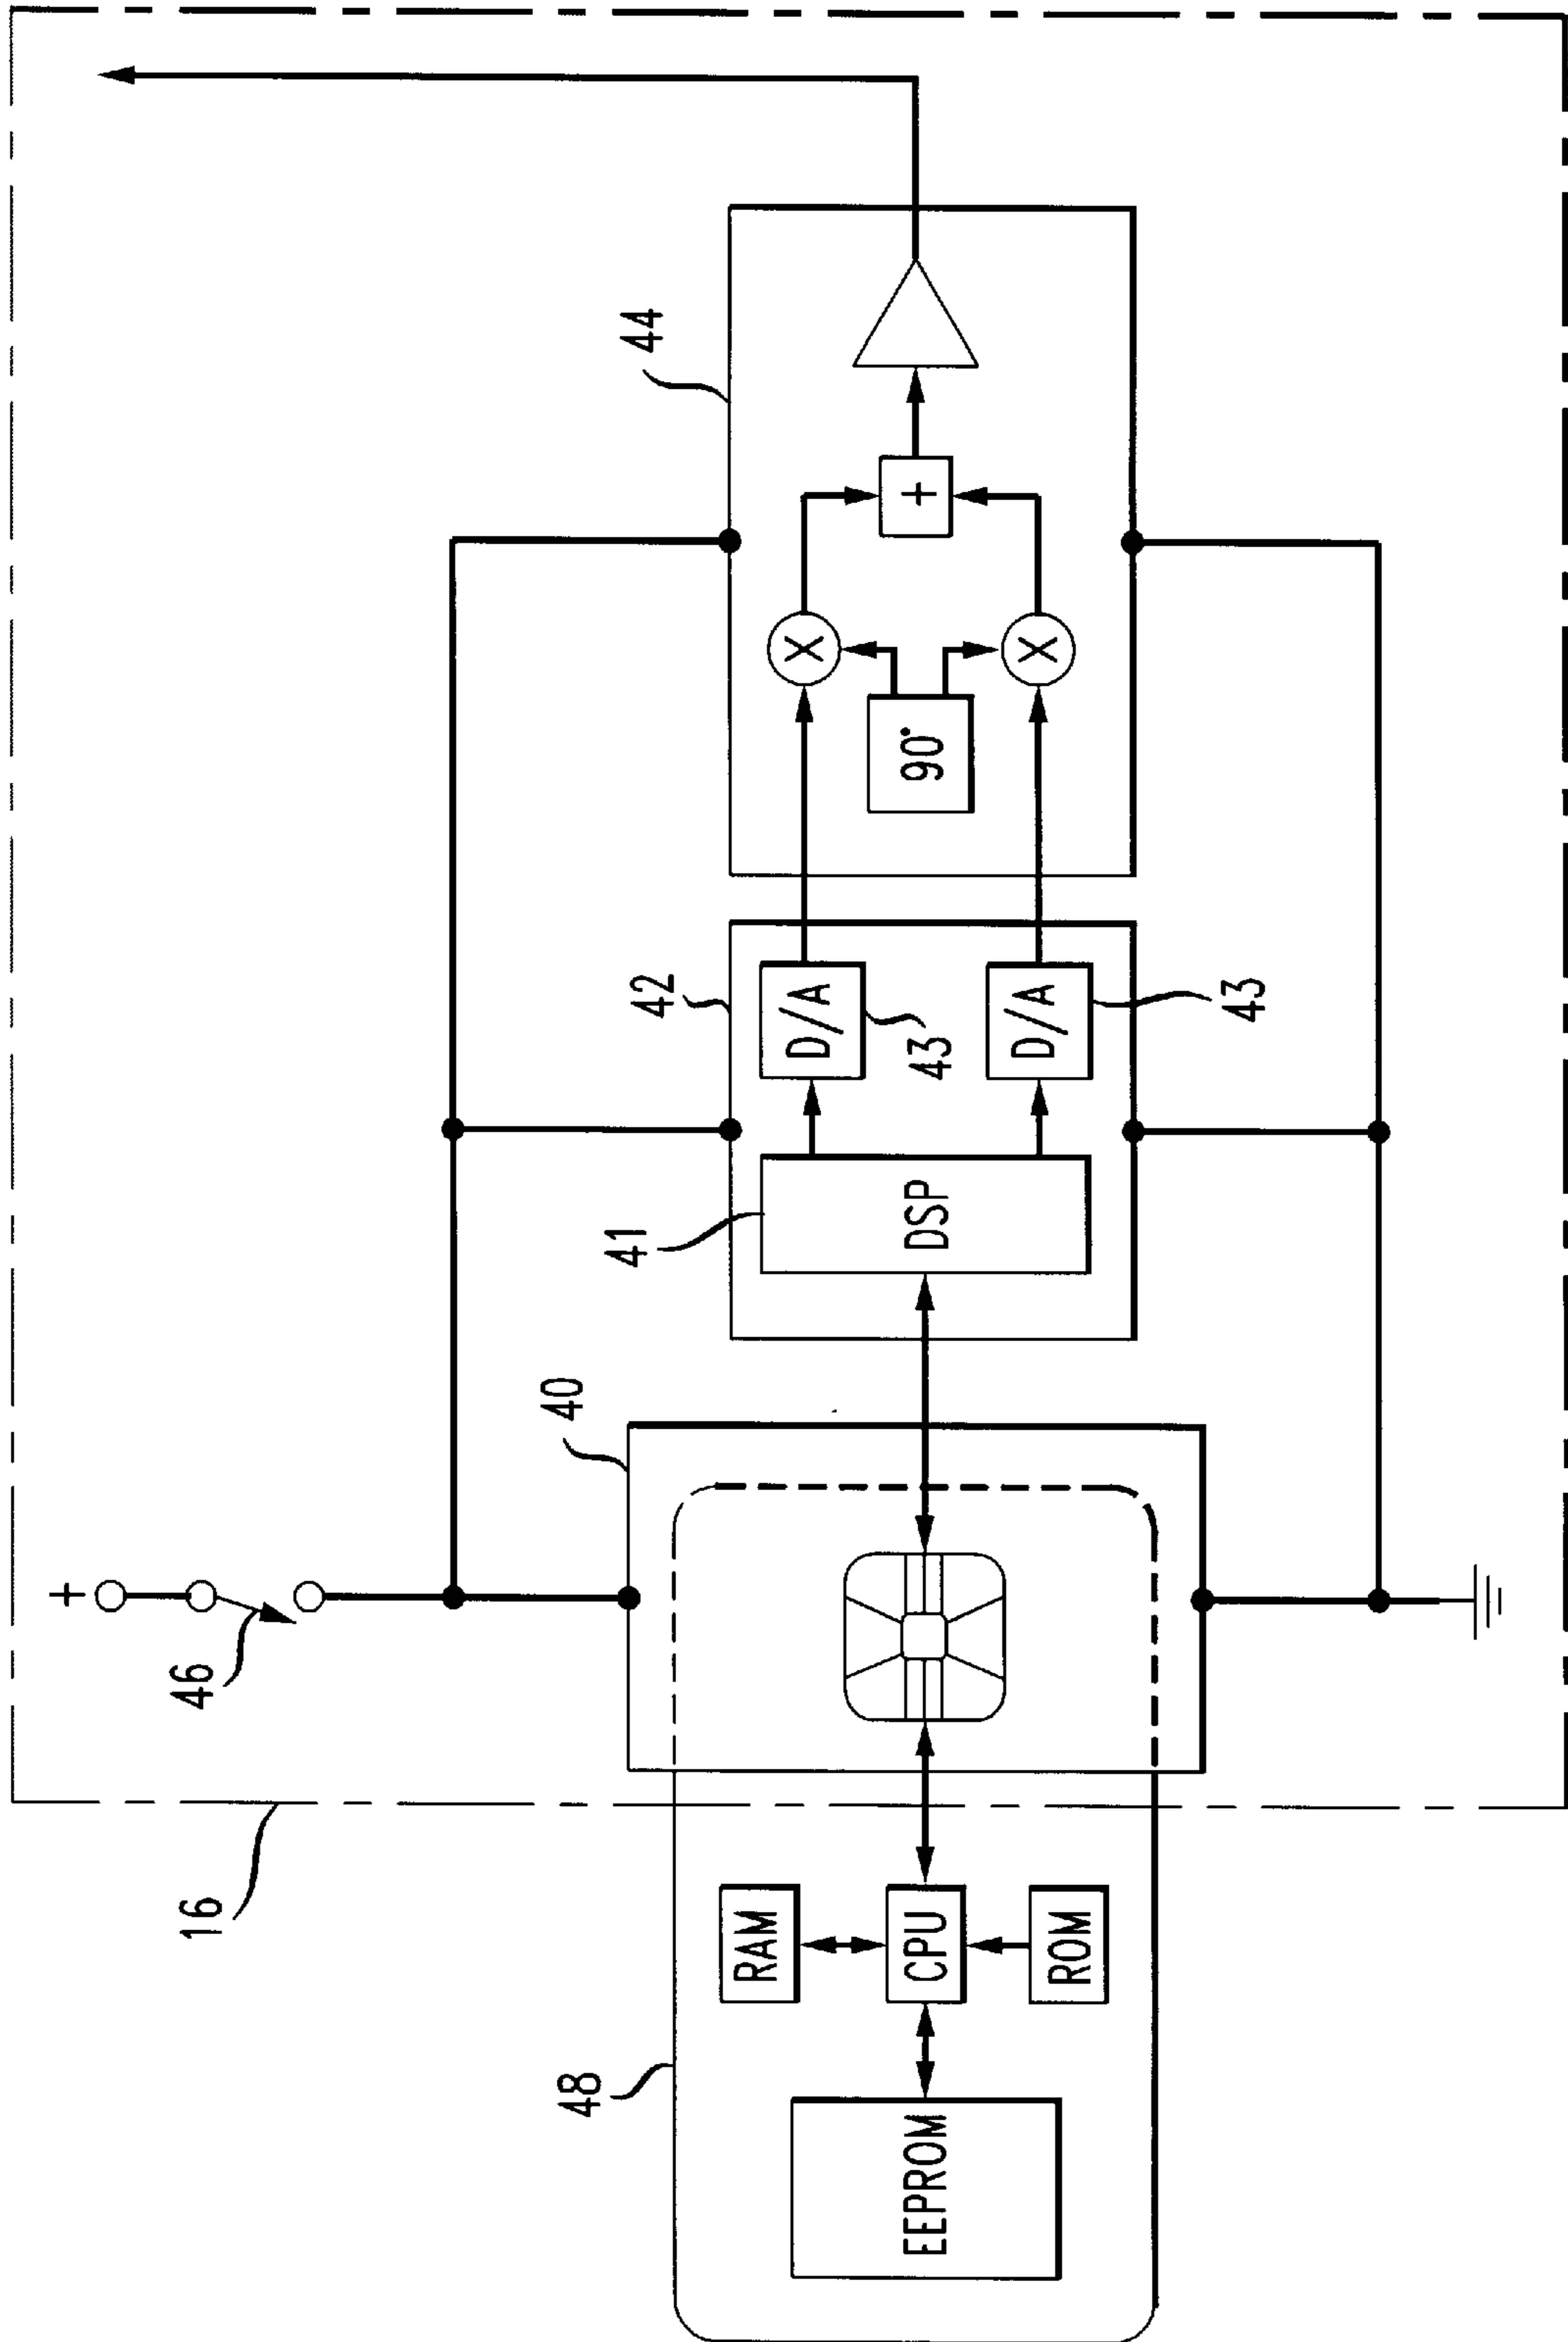 +
46
16
40
44
42
41
DSP
D/A
43
D/A
43
90°
X
X
+
48
EEPROM
RAM
CPU
ROM